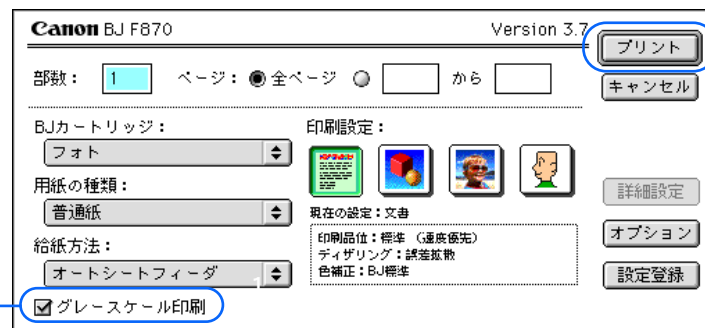 Canon BJ F870
Version 3.7
プリント
部数： 1 ページ： 全ページ から
キャンセル
BJカートリッジ：
フォト
用紙の種類：
普通紙
給紙方法：
オートシートフィーダ
グレースケール印刷
印刷設定：
現在の設定：文書
印刷品位：標準 （速度優先）
ディザリング：誤差拡散
色補正：BJ標準
詳細設定
オプション
設定登録